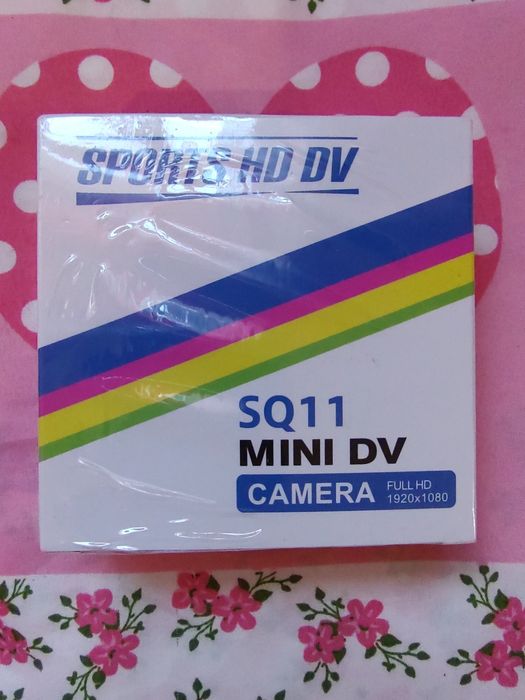 SPORTS HD DV
SQ11
MINI DV
CAMERA FULL HD
1920x1080